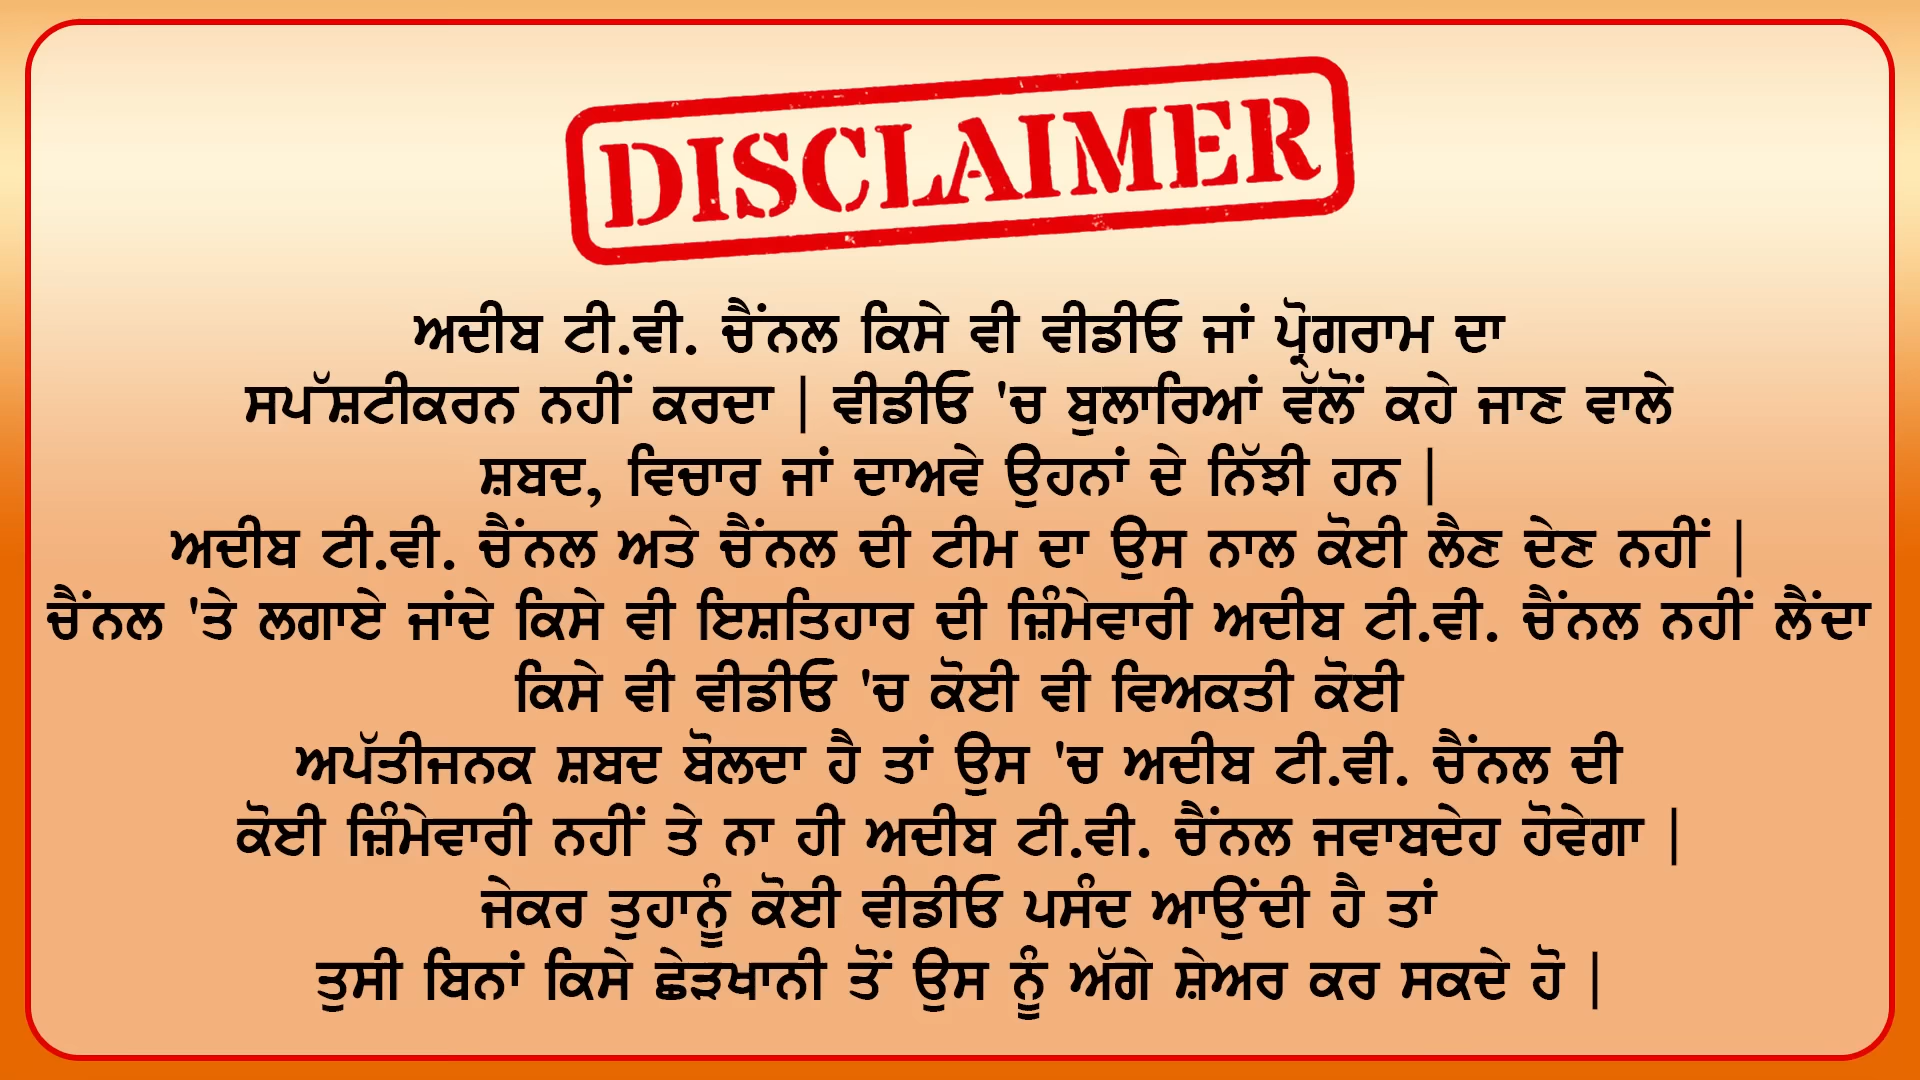 DISCLAIMER
ਅਦੀਬ ਟੀ.ਵੀ. ਚੈਂਨਲ ਕਿਸੇ ਵੀ ਵੀਡੀਓ ਜਾਂ ਪ੍ਰੋਗਰਾਮ ਦਾ
ਸਪੱਸ਼ਟੀਕਰਨ ਨਹੀਂ ਕਰਦਾ | ਵੀਡੀਓ 'ਚ ਬੁਲਾਰਿਆਂ ਵੱਲੋਂ ਕਹੇ ਜਾਣ ਵਾਲੇ
ਸ਼ਬਦ, ਵਿਚਾਰ ਜਾਂ ਦਾਅਵੇ ਉਹਨਾਂ ਦੇ ਨਿੱਝੀ ਹਨ |
ਅਦੀਬ ਟੀ.ਵੀ. ਚੈਂਨਲ ਅਤੇ ਚੈਂਨਲ ਦੀ ਟੀਮ ਦਾ ਉਸ ਨਾਲ ਕੋਈ ਲੈਣ ਦੇਣ ਨਹੀਂ |
ਚੈਂਨਲ 'ਤੇ ਲਗਾਏ ਜਾਂਦੇ ਕਿਸੇ ਵੀ ਇਸ਼ਤਿਹਾਰ ਦੀ ਜ਼ਿੰਮੇਵਾਰੀ ਅਦੀਬ ਟੀ.ਵੀ. ਚੈਂਨਲ ਨਹੀਂ ਲੈਂਦਾ
ਕਿਸੇ ਵੀ ਵੀਡੀਓ 'ਚ ਕੋਈ ਵੀ ਵਿਅਕਤੀ ਕੋਈ
ਅਪੱਤੀਜਨਕ ਸ਼ਬਦ ਬੋਲਦਾ ਹੈ ਤਾਂ ਉਸ 'ਚ ਅਦੀਬ ਟੀ.ਵੀ. ਚੈਂਨਲ ਦੀ
ਕੋਈ ਜ਼ਿੰਮੇਵਾਰੀ ਨਹੀਂ ਤੇ ਨਾ ਹੀ ਅਦੀਬ ਟੀ.ਵੀ. ਚੈਂਨਲ ਜਵਾਬਦੇਹ ਹੋਵੇਗਾ |
ਜੇਕਰ ਤੁਹਾਨੂੰ ਕੋਈ ਵੀਡੀਓ ਪਸੰਦ ਆਉਂਦੀ ਹੈ ਤਾਂ
ਤੁਸੀ ਬਿਨਾਂ ਕਿਸੇ ਛੇੜਖਾਨੀ ਤੋਂ ਉਸ ਨੂੰ ਅੱਗੇ ਸ਼ੇਅਰ ਕਰ ਸਕਦੇ ਹੋ |